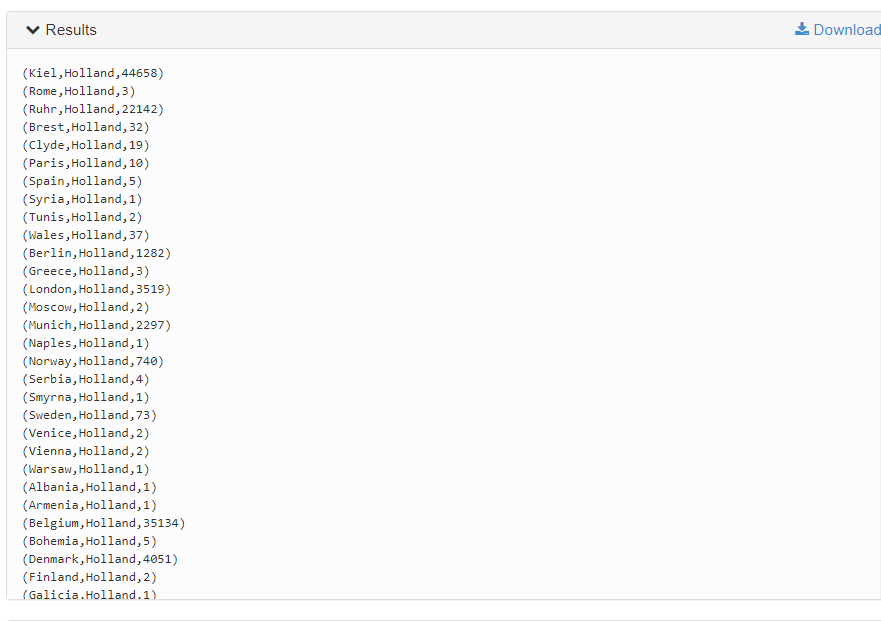 Results
Download
(Kiel,Holland,44658)
(Rome,Holland,3)
(Ruhr,Holland,22142)
(Brest,Holland,32)
(Clyde,Holland,19)
(Paris,Holland,10)
(Spain,Holland,5)
(Syria,Holland,1)
(Tunis,Holland,2)
(Wales,Holland,37)
(Berlin,Holland,1282)
(Greece,Holland,3)
(London,Holland,3519)
(Moscow,Holland,2)
(Munich,Holland,2297)
(Naples,Holland,1)
(Norway,Holland,740)
(Serbia,Holland,4)
(Smyrna,Holland,1)
(Sweden,Holland,73)
(Venice,Holland,2)
(Vienna,Holland,2)
(Warsaw,Holland,1)
(Albania,Holland,1)
(Armenia,Holland,1)
(Belgium,Holland,35134)
(Bohemia,Holland,5)
(Denmark,Holland,4051)
(Finland,Holland,2)
(Galicia,Holland,1)